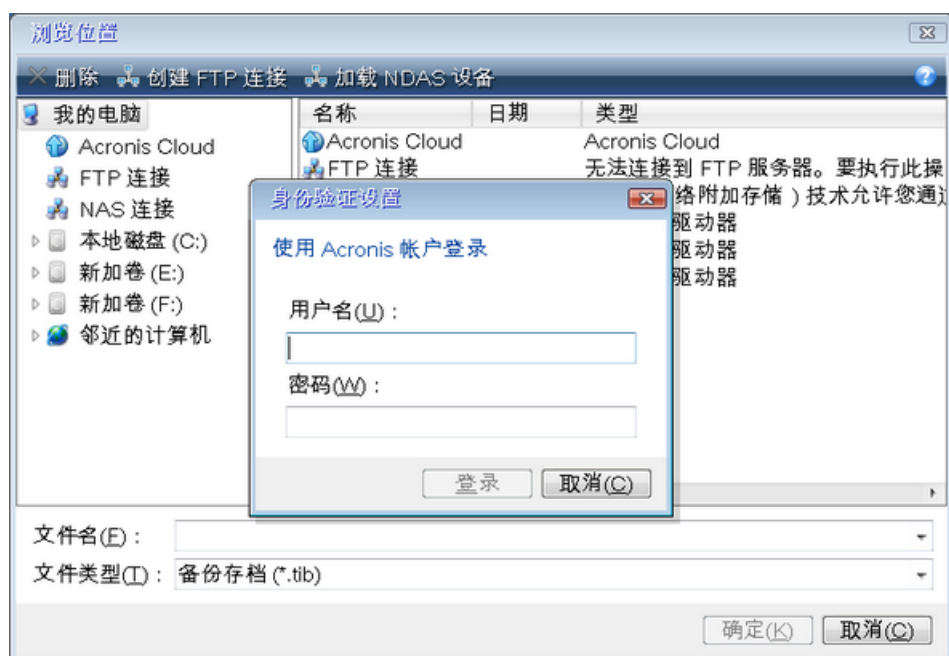 浏览位置
删除 创建 FTP 连接 加载 NDAS 设备
我的电脑
Acronis Cloud
FTP 连接
NAS 连接
本地磁盘 (C:)
新加卷 (E:)
新加卷 (F:)
邻近的计算机
名称 日期 类型
Acronis Cloud Acronis Cloud
FTP 连接 无法连接到 FTP 服务器。要执行此操
络附加存储）技术允许您通过
驱动器
驱动器
驱动器
身份验证设置
使用 Acronis 帐户登录
用户名(U)：
密码(W)：
登录 取消(C)
文件名(F)：
文件类型(T)： 备份存档 (*.tib)
确定(K) 取消(C)